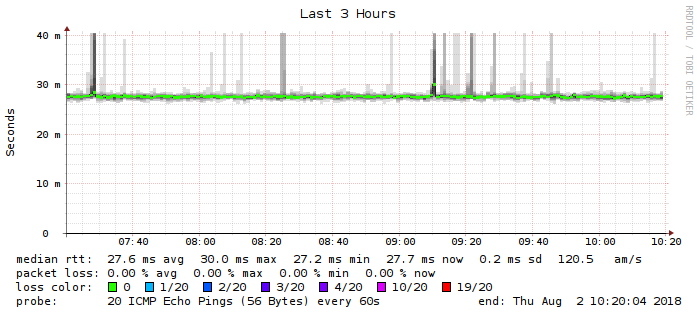 Last 3 Hours
RRDTOOL / TOBI OETIKER
Seconds
40 m
30 m
20 m
10 m
0
07:40 08:00 08:20 08:40 09:00 09:20 09:40 10:00 10:20
median rtt: 27.6 ms avg 30.0 ms max 27.2 ms min 27.7 ms now 0.2 ms sd 120.5 am/s
packet loss: 0.00 % avg 0.00 % max 0.00 % min 0.00 % now
loss color: 0 1/20 2/20 3/20 4/20 10/20 19/20
probe: 20 ICMP Echo Pings (56 Bytes) every 60s end: Thu Aug 2 10:20:04 2018